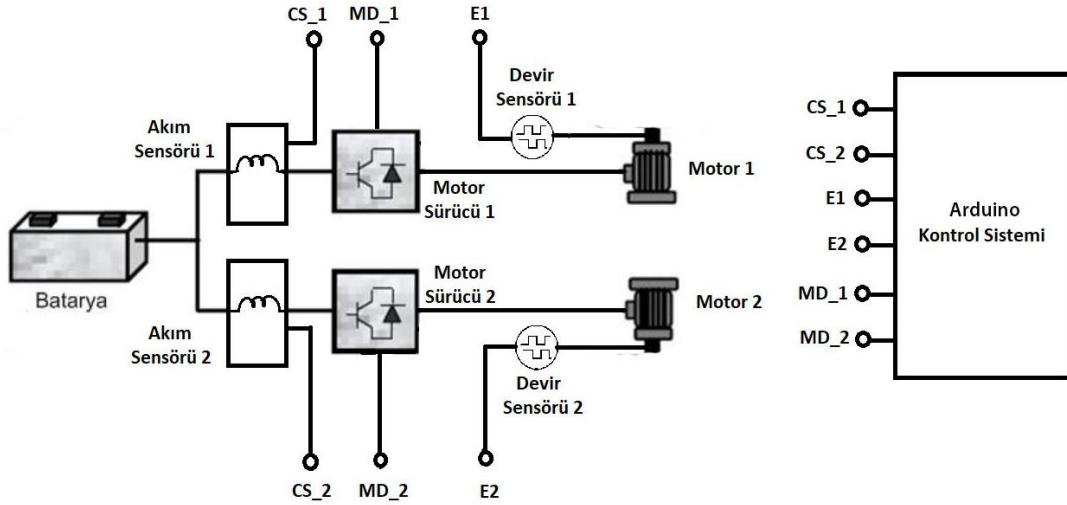 CS_1
MD_1
E1
Devir
Sensörü 1
Akım
Sensörü 1
Motor
Sürücü 1
Motor 1
Batarya
Motor
Sürücü 2
Motor 2
Akım
Sensörü 2
Devir
Sensörü 2
CS_2
MD_2
E2
CS_1
CS_2
E1
E2
MD_1
MD_2
Arduino
Kontrol Sistemi